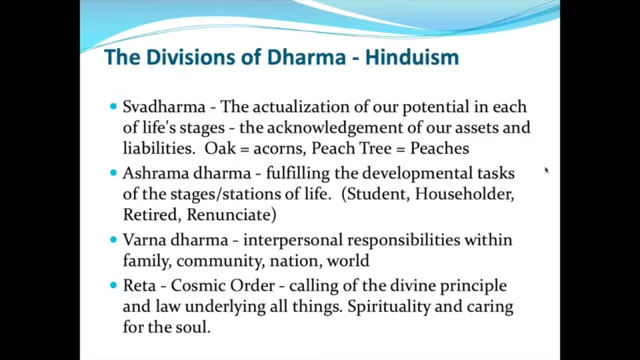 The Divisions of Dharma - Hinduism
• Svadharma - The actualization of our potential in each
of life's stages - the acknowledgement of our assets and
liabilities. Oak = acorns, Peach Tree = Peaches
• Ashrama dharma - fulfilling the developmental tasks
of the stages/stations of life. (Student, Householder,
Retired, Renunciate)
• Varna dharma - interpersonal responsibilities within
family, community, nation, world
• Reta - Cosmic Order - calling of the divine principle
and law underlying all things. Spirituality and caring
for the soul.